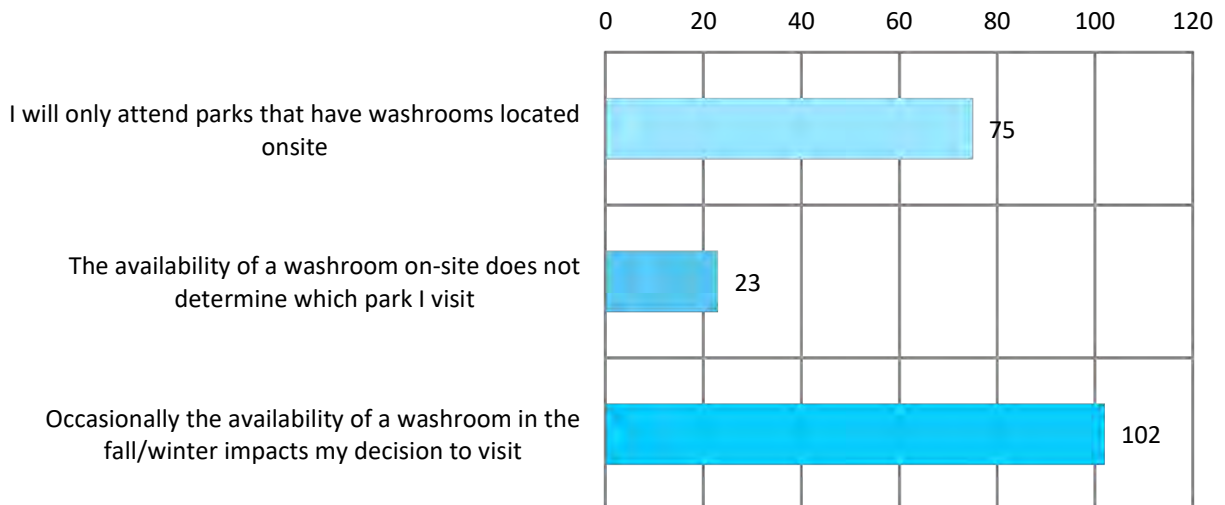 0 20 40 60 80 100 120
I will only attend parks that have washrooms located
onsite
75
The availability of a washroom on-site does not
determine which park I visit
23
Occasionally the availability of a washroom in the
fall/winter impacts my decision to visit
102